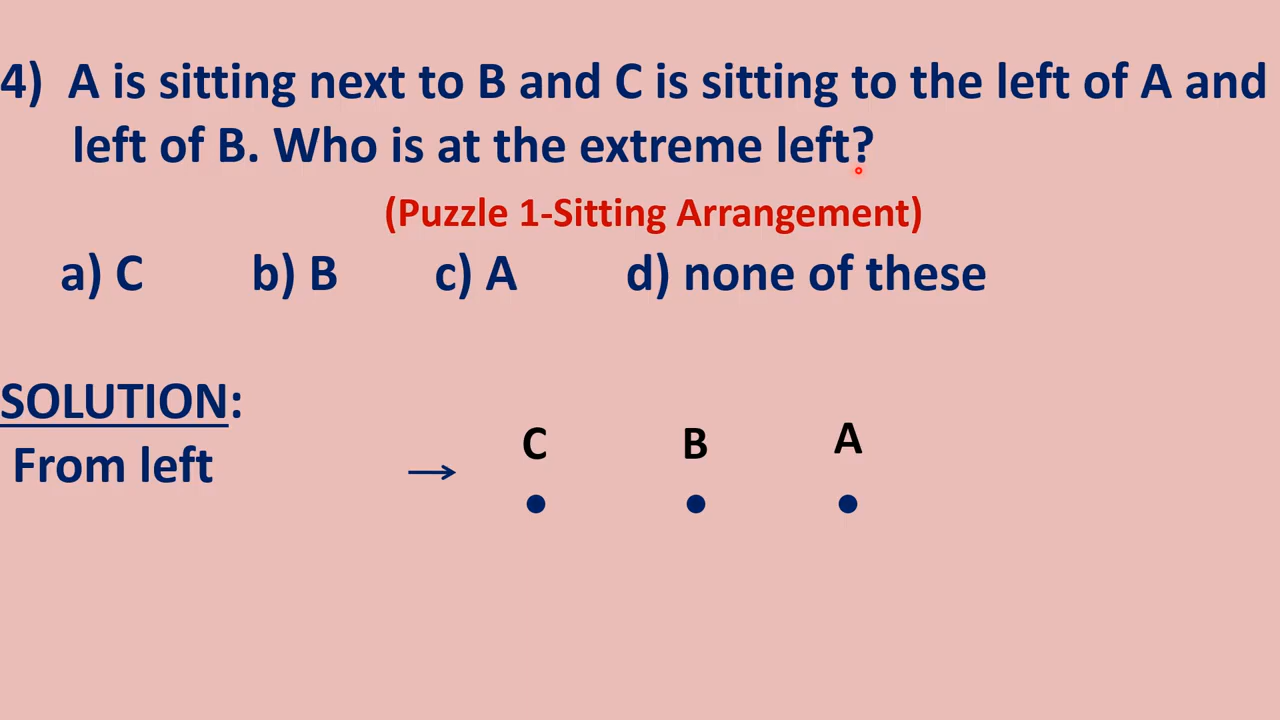 4) A is sitting next to B and C is sitting to the left of A and
left of B. Who is at the extreme left?
(Puzzle 1-Sitting Arrangement)
a) C b) B c) A d) none of these
SOLUTION:
C B A
From left →